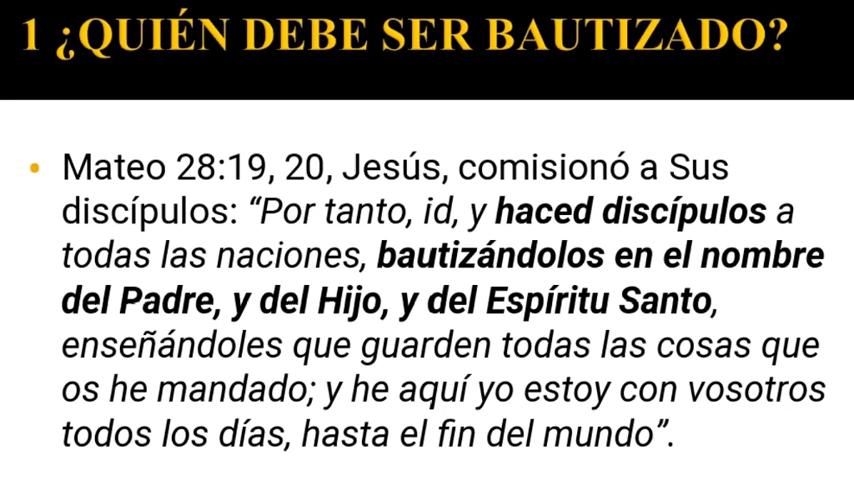 1 ¿QUIÉN DEBE SER BAUTIZADO?
• Mateo 28:19, 20, Jesús, comisionó a Sus
discípulos: “Por tanto, id, y haced discípulos a
todas las naciones, bautizándolos en el nombre
del Padre, y del Hijo, y del Espíritu Santo,
enseñándoles que guarden todas las cosas que
os he mandado; y he aquí yo estoy con vosotros
todos los días, hasta el fin del mundo”.